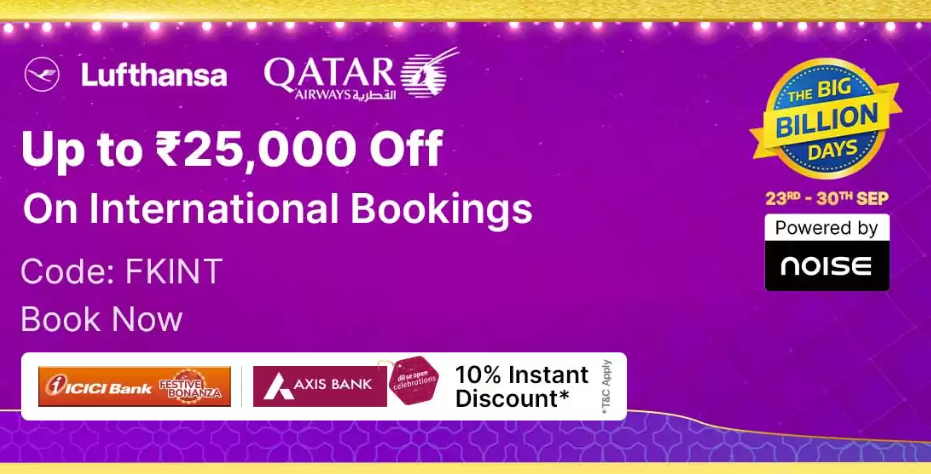 Lufthansa
QATAR
AIRWAYS القطرية
Up to ₹25,000 Off
On International Bookings
Code: FKINT
Book Now
THE BIG
BILLION
DAYS
23RD - 30TH SEP
Powered by
NOISE
ICICI Bank
FESTIVE
BONANZA
AXIS BANK
dil se open
celebrations
10% Instant
Discount*
*T&C Apply